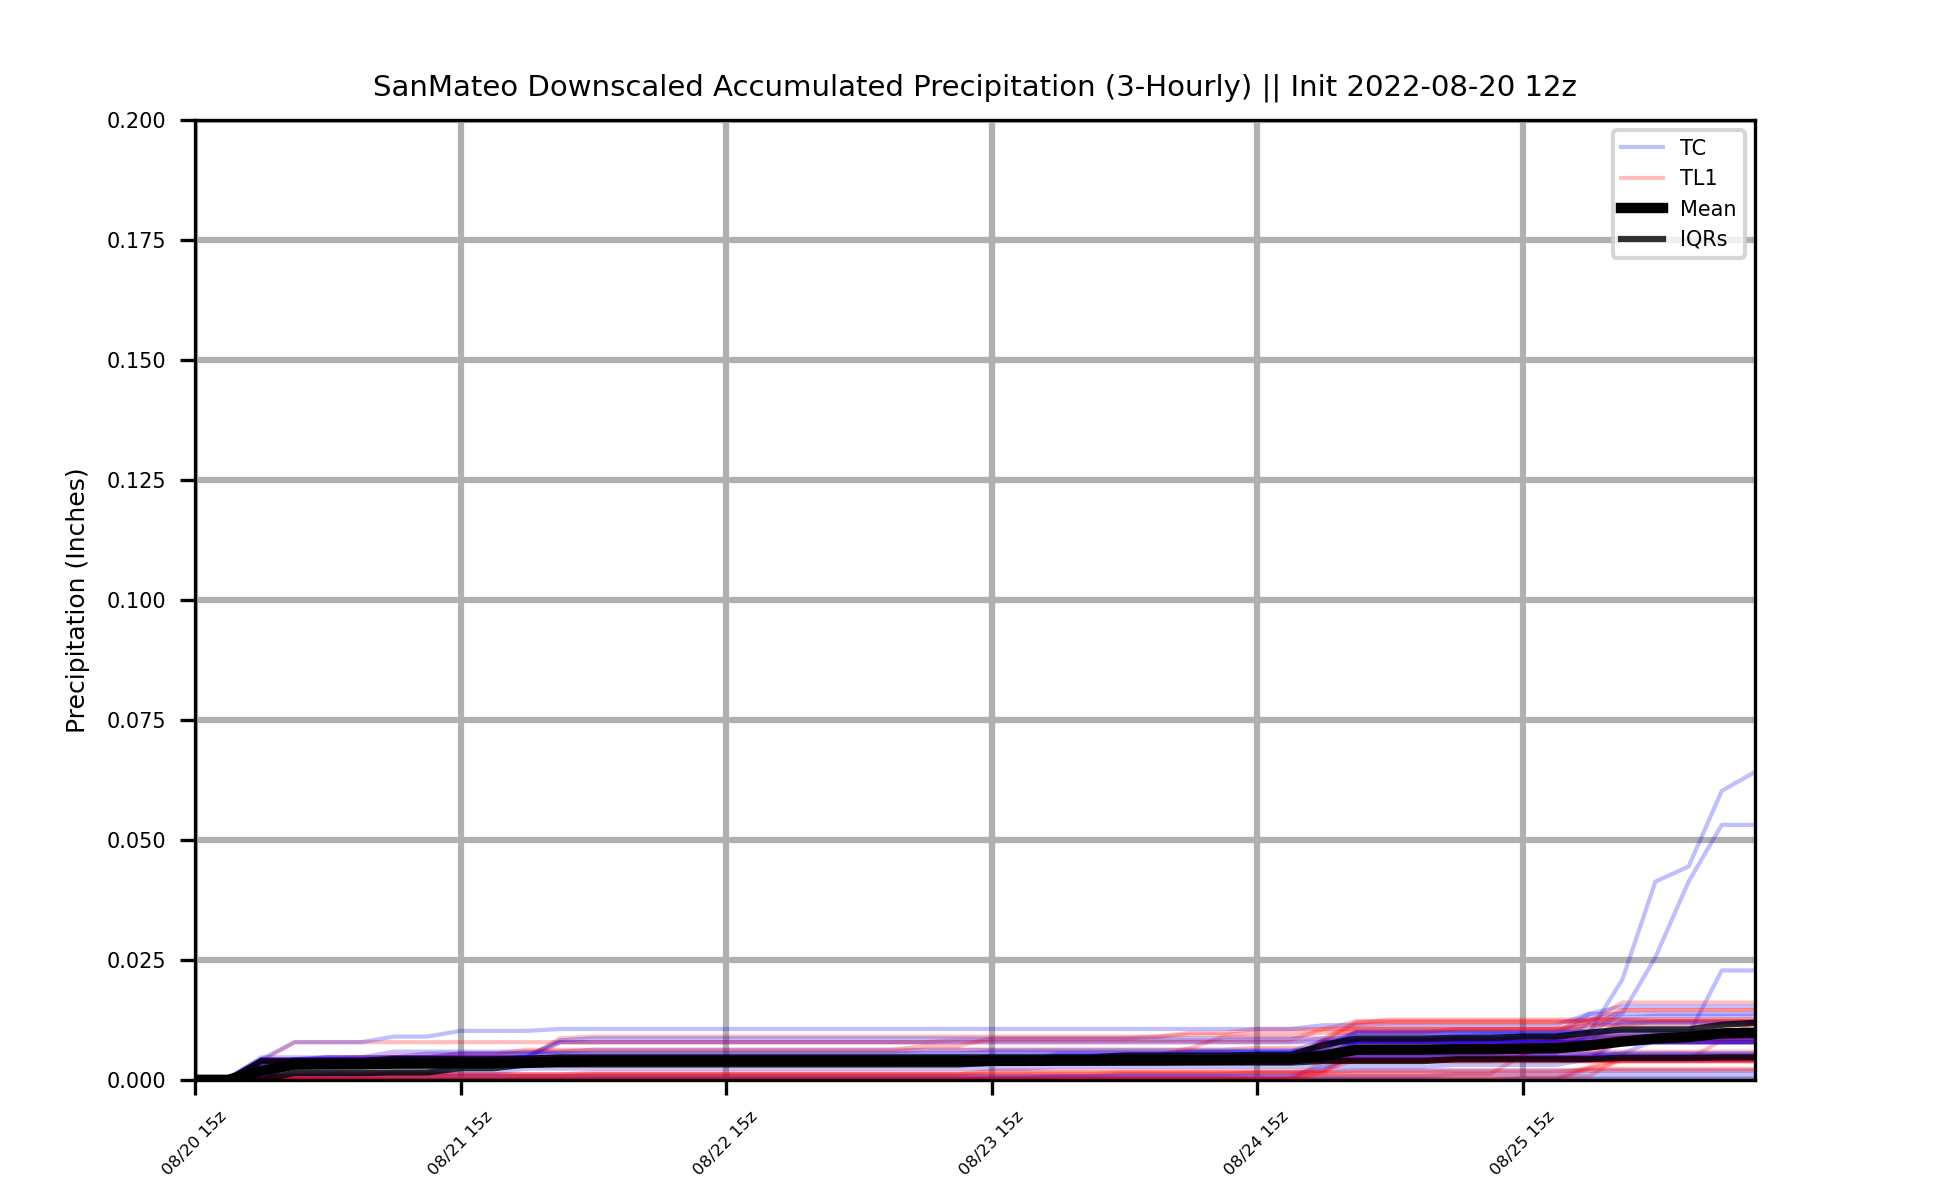 SanMateo Downscaled Accumulated Precipitation (3-Hourly) || Init 2022-08-20 12z
0.200
0.175
0.150
0.125
0.100
0.075
0.050
0.025
0.000
Precipitation (Inches)
TC
TL1
Mean
IQRs
08/20 15z
08/21 15z
08/22 15z
08/23 15z
08/24 15z
08/25 15z